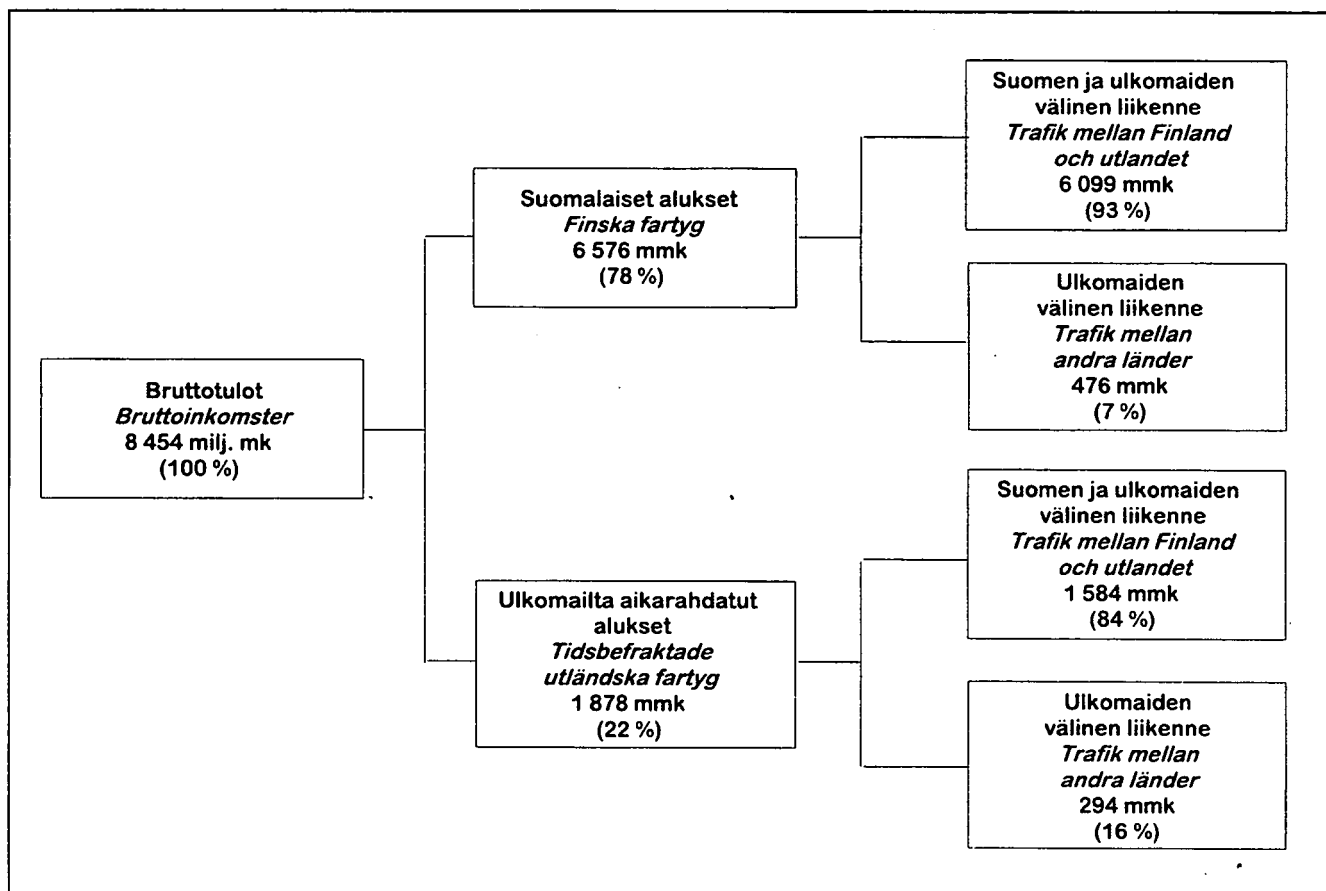 Bruttotulot
Bruttoinkomster
8 454 milj. mk
(100 %)
Suomalaiset alukset
Finska fartyg
6 576 mmk
(78 %)
Suomen ja ulkomaiden
välinen liikenne
Trafik mellan Finland
och utlandet
6 099 mmk
(93 %)
Ulkomaiden
välinen liikenne
Trafik mellan
andra länder
476 mmk
(7 %)
Ulkomailta aikarahdatut
alukset
Tidsbefraktade
utländska fartyg
1 878 mmk
(22 %)
Suomen ja ulkomaiden
välinen liikenne
Trafik mellan Finland
och utlandet
1 584 mmk
(84 %)
Ulkomaiden
välinen liikenne
Trafik mellan
andra länder
294 mmk
(16 %)